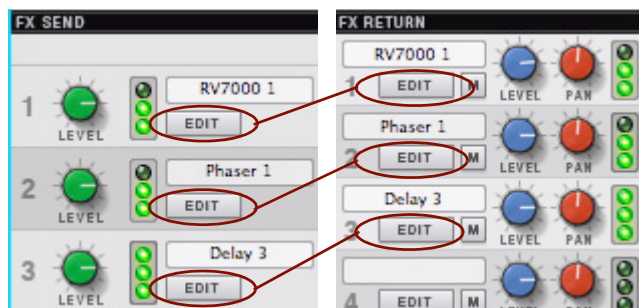 FX SEND
1
LEVEL
RV7000 1
EDIT
2
LEVEL
Phaser 1
EDIT
3
LEVEL
Delay 3
EDIT
FX RETURN
RV7000 1
1 EDIT M
LEVEL PAN
Phaser 1
2 EDIT M
LEVEL PAN
Delay 3
3 EDIT M
LEVEL PAN
4 EDIT M
LEVEL PAN